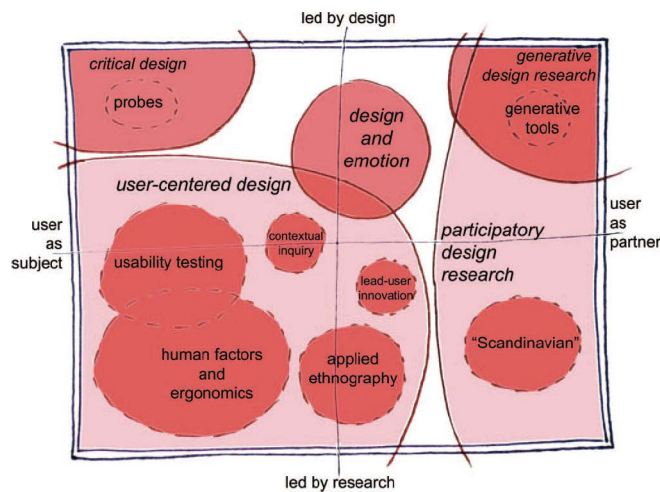 led by design
critical design
probes
generative
design research
generative
tools
design
and
emotion
user-centered design
user
as
subject
usability testing
contextual
inquiry
participatory
design
research
user
as
partner
lead-user
innovation
human factors
and
ergonomics
applied
ethnography
"Scandinavian"
led by research